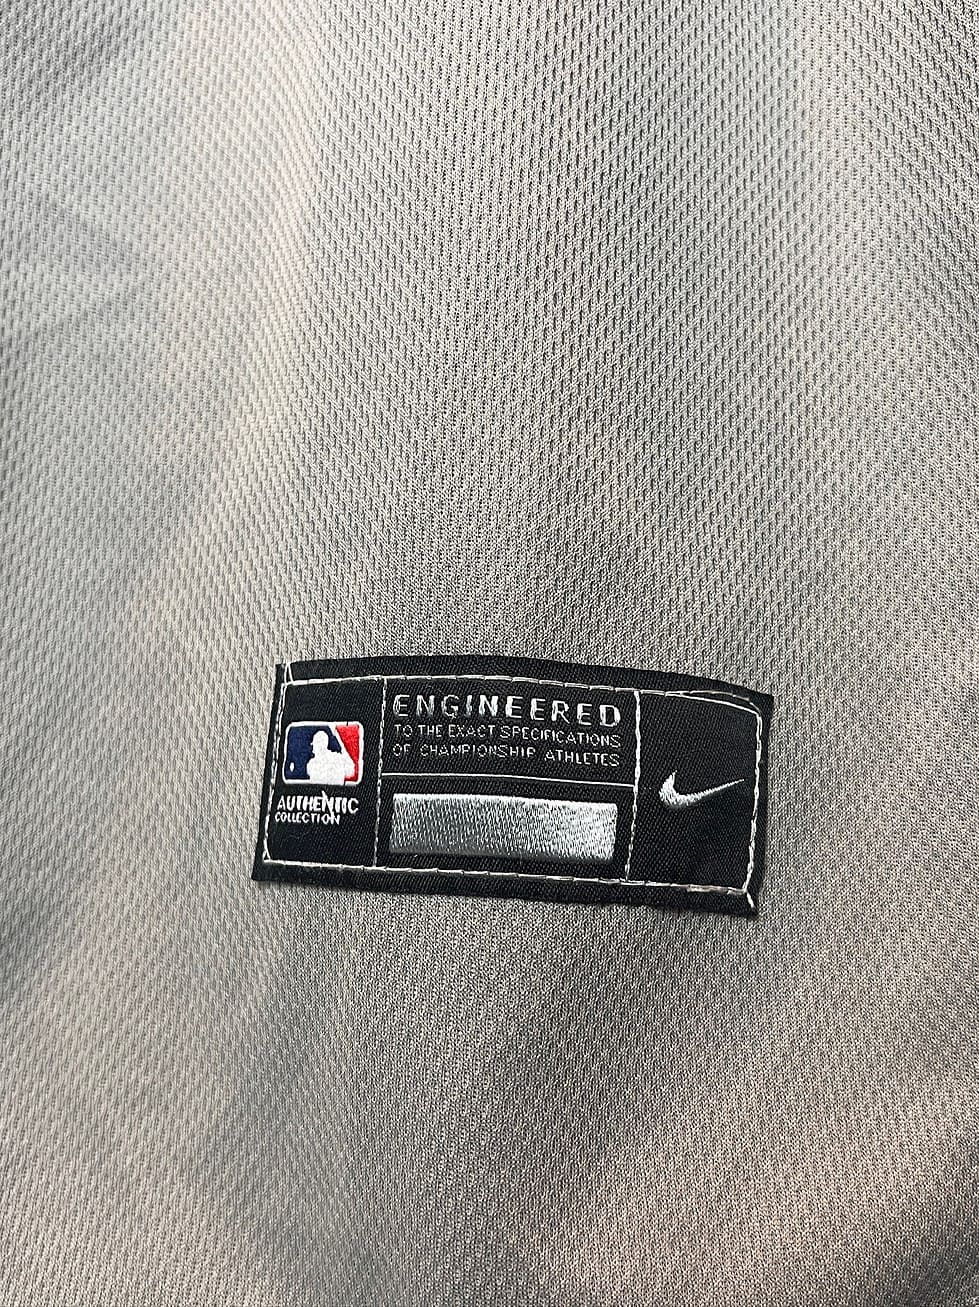 ENGINEERED
TO THE EXACT SPECIFICATIONS
OF CHAMPIONSHIP ATHLETES
AUTHENTIC
COLLECTION